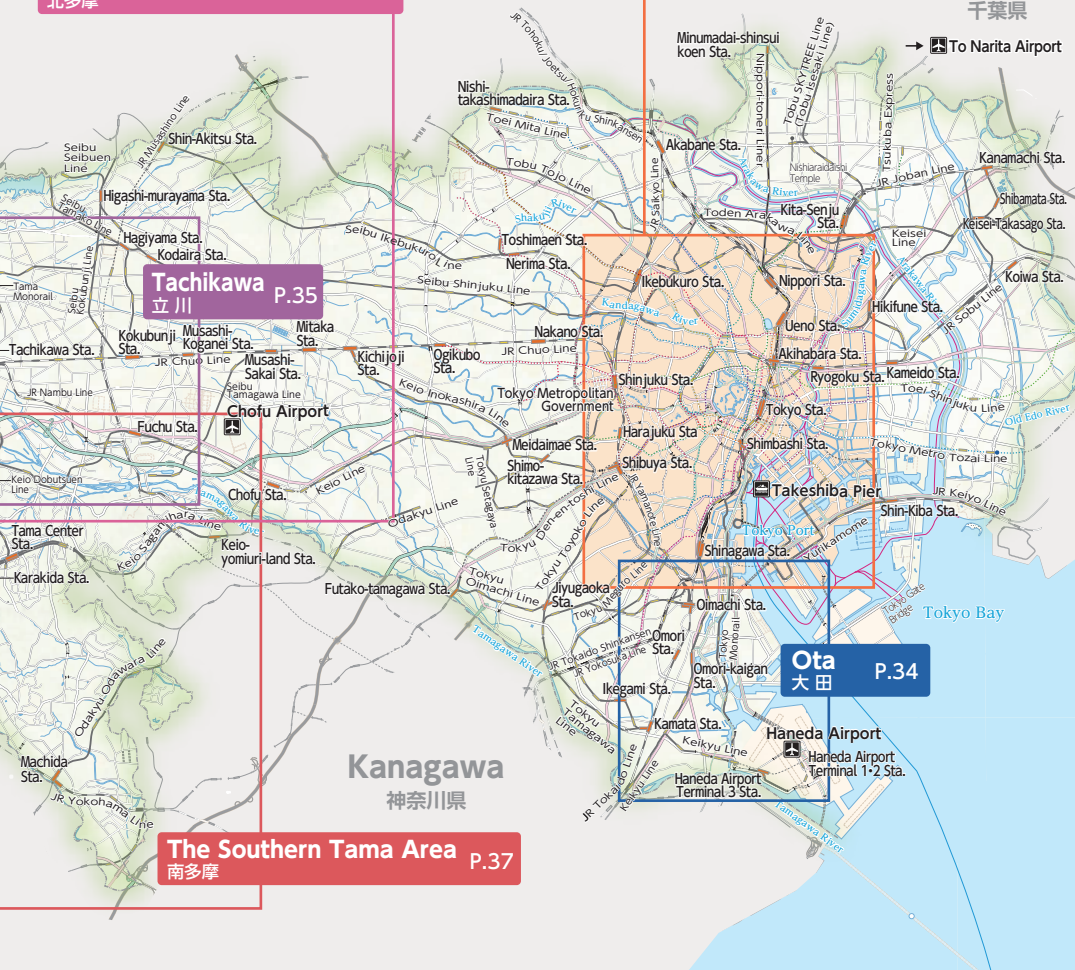 北多摩
千葉県
→ To Narita Airport
JR Tohoku/Joetsu/Hokuriku Shinkansen
Minumadai-shinsui
koen Sta.
Nippori-toneri Liner
Tobu SKYTREE Line
(Tobu Isesaki Line)
Tsukuba Express
Nishi-
takashimadaira Sta.
Toei Mita Line
JR Musashino Line
Shin-Akitsu Sta.
Seibu
Seibuen
Line
Akabane Sta.
Tobu Tojo Line
JR Saikyo Line
Arakawa River
Nishiaraidaishi
Temple
JR Joban Line
Kanamachi Sta.
Shibamata Sta.
Higashi-murayama Sta.
Seibu
Tamako Line
Shakujii River
Toden Arakawa Line
Kita-Senju
Sta.
Keisei-Takasago Sta.
Keisei
Line
Hagiyama Sta.
Kodaira Sta.
Seibu Ikebukuro Line
Toshimaen Sta.
Nerima Sta.
Seibu
Kokubunji Line
Tama
Monorail
Tachikawa
立川
P.35
Seibu Shinjuku Line
Ikebukuro Sta.
Nippori Sta.
Sumidagawa River
Arakawa River
Koiwa Sta.
Hikifune Sta.
JR Sobu Line
Kandagawa River
Ueno Sta.
Tachikawa Sta.
Kokubunji
Sta.
Musashi-
Koganei Sta.
Mitaka
Sta.
JR Chuo Line
Musashi-
Sakai Sta.
Kichijoji
Sta.
Ogikubo
Sta.
JR Chuo Line
Nakano Sta.
Akihabara Sta.
Ryogoku Sta.
Kameido Sta.
Toei Shinjuku Line
JR Nambu Line
Seibu
Tamagawa Line
Keio Inokashira Line
Shinjuku Sta.
Tokyo Metropolitan
Government
Tokyo Sta.
Old Edo River
Chofu Airport
Fuchu Sta.
Harajuku Sta
Meidaimae Sta.
Shimbashi Sta.
Tokyo Metro Tozai Line
Keio Dobutsuen
Line
Shimo-
kitazawa Sta.
Tokyu Setagaya
Line
Shibuya Sta.
JR Yamanote Line
Takeshiba Pier
JR Keiyo Line
Shin-Kiba Sta.
Chofu Sta.
Keio Line
Tamagawa River
Odakyu Line
Tokyu Den-en-toshi Line
Tokyu Toyoko Line
Tokyo Port
Yurikamome
Tama Center
Sta.
Keio Sagamihara Line
Keio-
yomiuri-land Sta.
Shinagawa Sta.
Karakida Sta.
Futako-tamagawa Sta.
Tokyu
Oimachi Line
Jiyugaoka
Sta.
Tokyu Meguro Line
Oimachi Sta.
Tokyo Gate
Bridge
Tokyo Bay
Tamagawa River
JR Tokaido Shinkansen
JR Yokosuka Line
Omori
Sta.
Tokyo
Monorail
Omori-kaigan
Sta.
Ota
大田
P.34
Odakyu Odawara Line
Ikegami Sta.
Tokyu
Tamagawa
Line
Kamata Sta.
Keikyu Line
Haneda Airport
Haneda Airport
Terminal 1•2 Sta.
Machida
Sta.
JR Yokohama Line
Kanagawa
神奈川県
JR Tokaido Line
Keikyu Line
Haneda Airport
Terminal 3 Sta.
Tamagawa River
The Southern Tama Area
南多摩
P.37